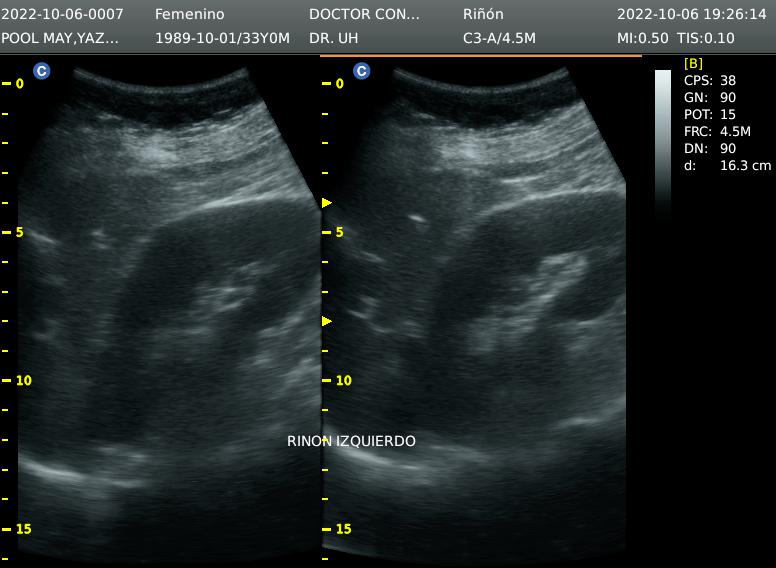 2022-10-06-0007 Femenino DOCTOR CON... Riñón 2022-10-06 19:26:14
POOL MAY,YAZ... 1989-10-01/33Y0M DR. UH C3-A/4.5M MI:0.50 TIS:0.10
C C
[B]
CPS: 38
GN: 90
POT: 15
FRC: 4.5M
DN: 90
d: 16.3 cm
0 0
5 5
10 10
RINON IZQUIERDO
15 15